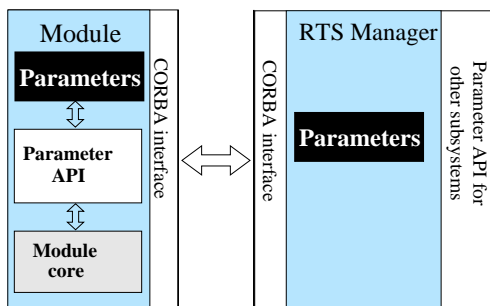 Module
Parameters
Parameter
API
Module
core
CORBA interface
CORBA interface
RTS Manager
Parameters
Parameter API for
other subsystems